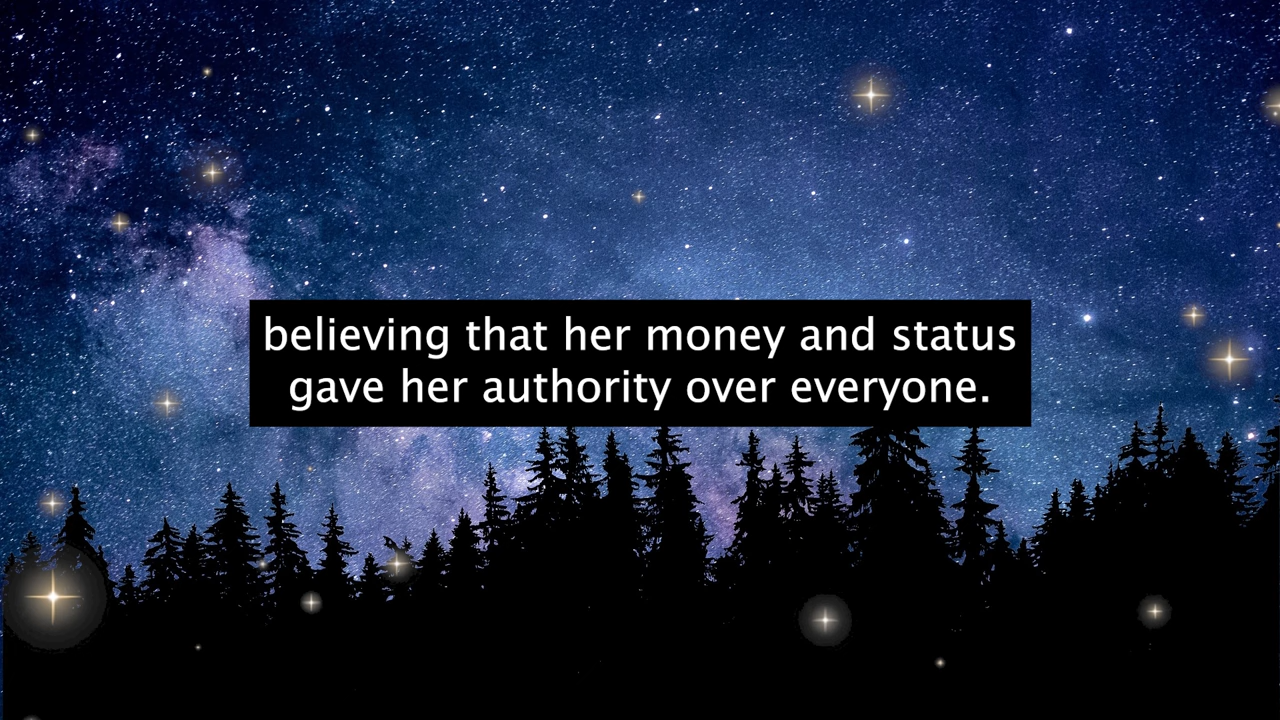 believing that her money and status
gave her authority over everyone.